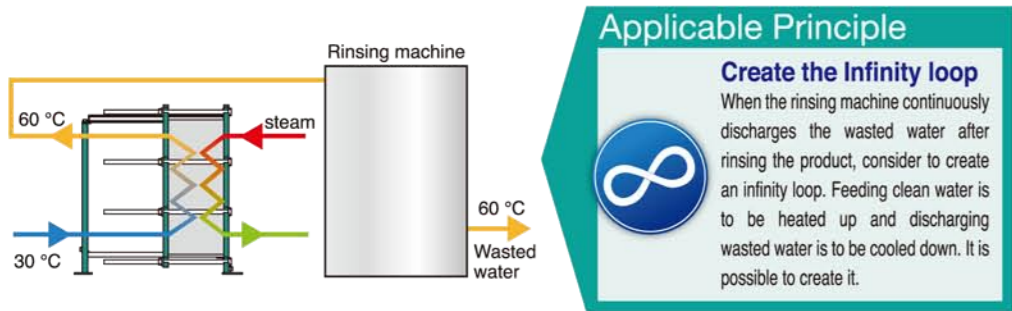 Rinsing machine
60 °C
steam
30 °C
60 °C
Wasted
water
Applicable Principle
Create the Infinity loop
When the rinsing machine continuously
discharges the wasted water after
rinsing the product, consider to create
an infinity loop. Feeding clean water is
to be heated up and discharging
wasted water is to be cooled down. It is
possible to create it.